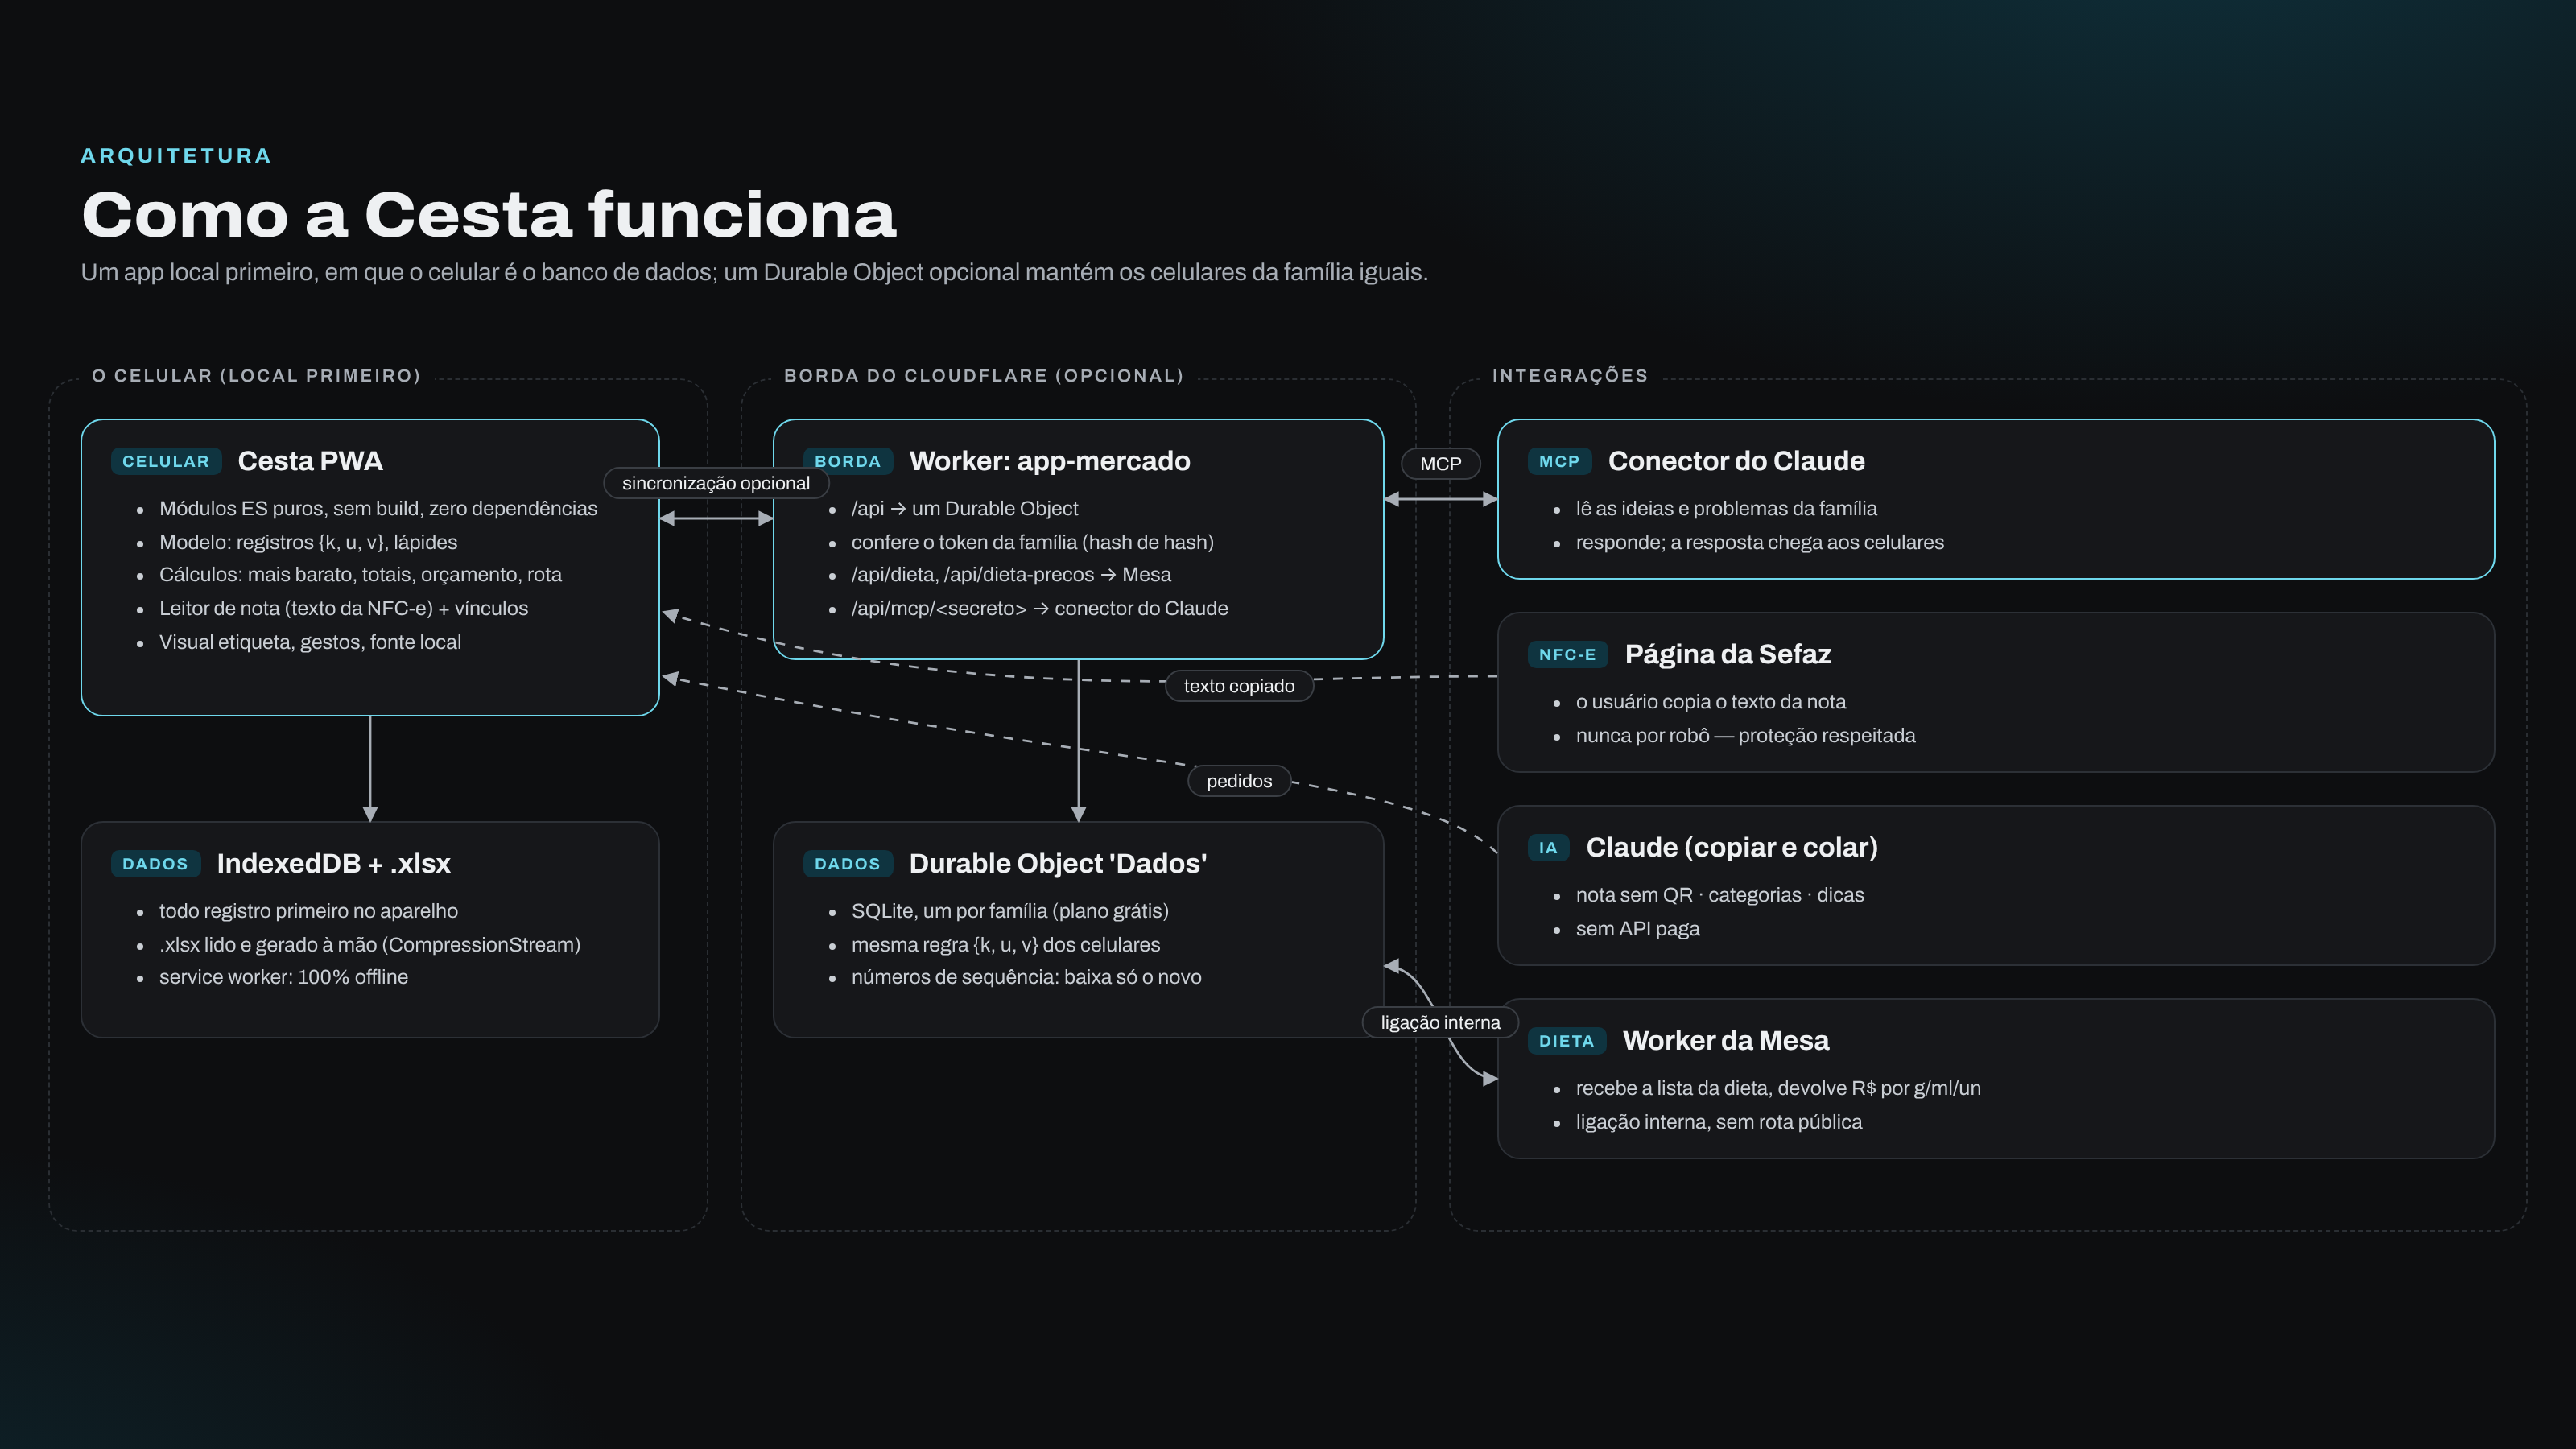 ARQUITETURA
Como a Cesta funciona
Um app local primeiro, em que o celular é o banco de dados; um Durable Object opcional mantém os celulares da família iguais.
O CELULAR (LOCAL PRIMEIRO)
CELULAR Cesta PWA
• Módulos ES puros, sem build, zero dependências
• Modelo: registros {k, u, v}, lápides
• Cálculos: mais barato, totais, orçamento, rota
• Leitor de nota (texto da NFC-e) + vínculos
• Visual etiqueta, gestos, fonte local
DADOS IndexedDB + .xlsx
• todo registro primeiro no aparelho
• .xlsx lido e gerado à mão (CompressionStream)
• service worker: 100% offline
sincronização opcional
BORDA DO CLOUDFLARE (OPCIONAL)
BORDA Worker: app-mercado
• /api → um Durable Object
• confere o token da família (hash de hash)
• /api/dieta, /api/dieta-precos → Mesa
• /api/mcp/<secreto> → conector do Claude
texto copiado
pedidos
DADOS Durable Object 'Dados'
• SQLite, um por família (plano grátis)
• mesma regra {k, u, v} dos celulares
• números de sequência: baixa só o novo
MCP
ligação interna
INTEGRAÇÕES
MCP Conector do Claude
• lê as ideias e problemas da família
• responde; a resposta chega aos celulares
NFC-E Página da Sefaz
• o usuário copia o texto da nota
• nunca por robô — proteção respeitada
IA Claude (copiar e colar)
• nota sem QR · categorias · dicas
• sem API paga
DIETA Worker da Mesa
• recebe a lista da dieta, devolve R$ por g/ml/un
• ligação interna, sem rota pública